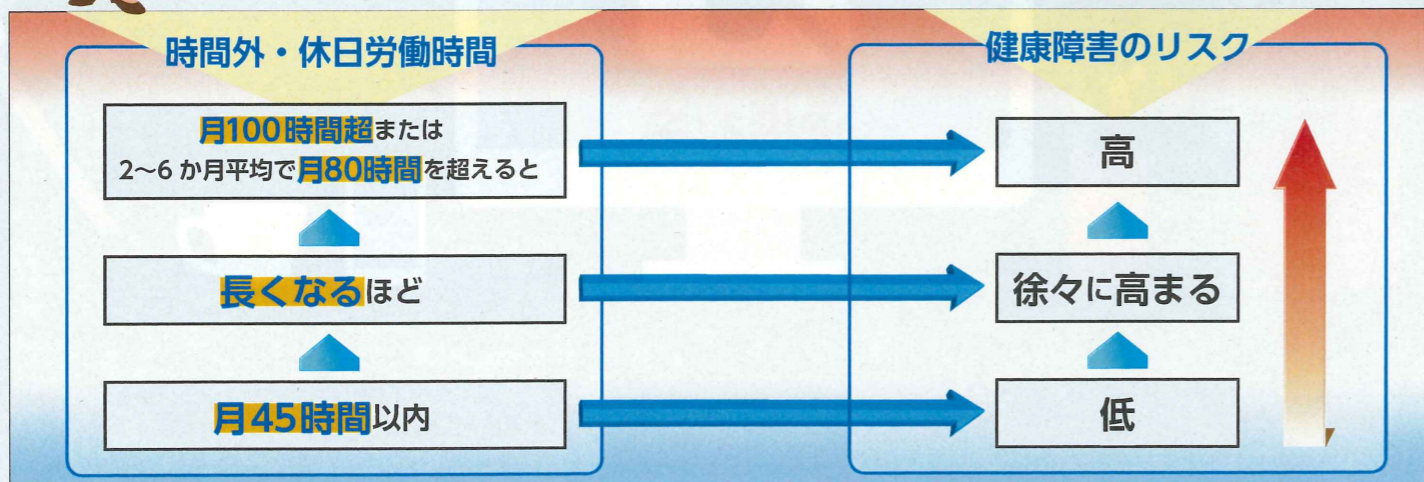 時間外・休日労働時間
月100時間超または
2〜6か月平均で月80時間を超えると
長くなるほど
月45時間以内
健康障害のリスク
高
徐々に高まる
低